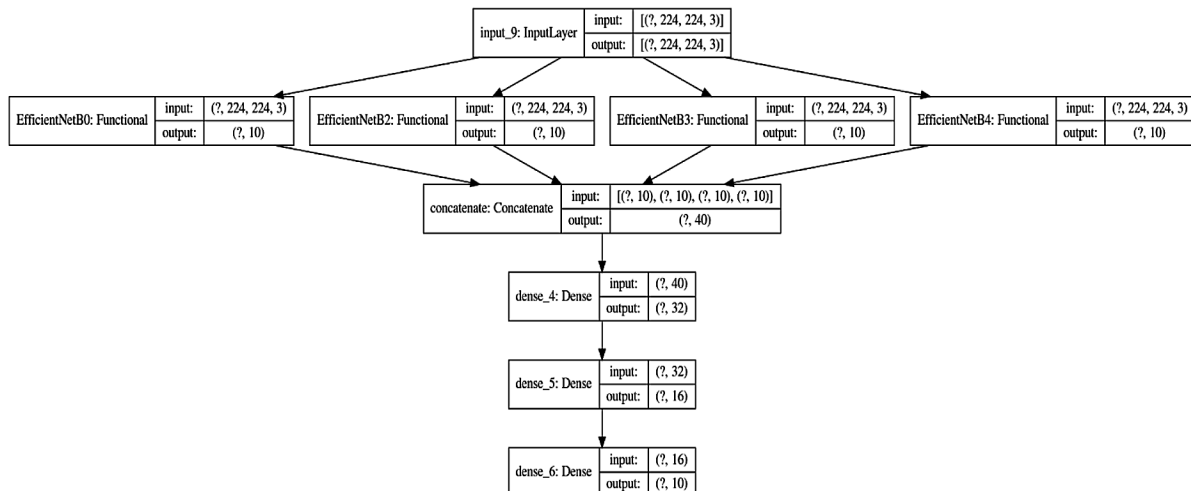 input_9: InputLayer input: [(?, 224, 224, 3)]
output: [(?, 224, 224, 3)]
EfficientNetB0: Functional input: (?, 224, 224, 3)
output: (?, 10)
EfficientNetB2: Functional input: (?, 224, 224, 3)
output: (?, 10)
EfficientNetB3: Functional input: (?, 224, 224, 3)
output: (?, 10)
EfficientNetB4: Functional input: (?, 224, 224, 3)
output: (?, 10)
concatenate: Concatenate input: [(?, 10), (?, 10), (?, 10), (?, 10)]
output: (?, 40)
dense_4: Dense input: (?, 40)
output: (?, 32)
dense_5: Dense input: (?, 32)
output: (?, 16)
dense_6: Dense input: (?, 16)
output: (?, 10)